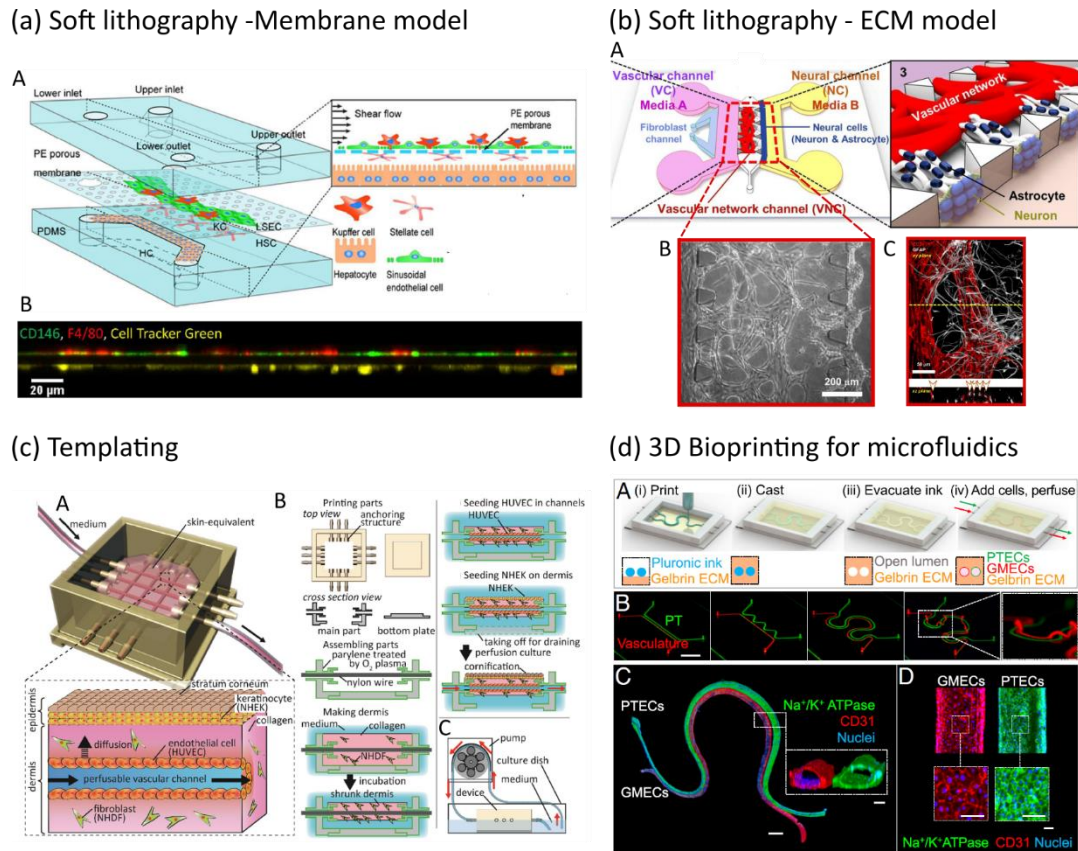 (a) Soft lithography -Membrane model
A
Lower inlet
Upper inlet
Upper outlet
Lower outlet
PE porous
membrane
PDMS
KC
LSEC
HSC
HC
Shear flow
PE porous
membrane
Kupffer cell
Stellate cell
Hepatocyte
Sinusoidal
endothelial cell
B
CD146, F4/80, Cell Tracker Green
20 µm
(b) Soft lithography - ECM model
A
Vascular channel
(VC)
Media A
Neural channel
(NC)
Media B
Fibroblast
channel
Neural cells
(Neuron & Astrocyte)
Vascular network channel (VNC)
3
Vascular network
Astrocyte
Neuron
B
200 µm
C
(c) Templating
A
medium
skin-equivalent
stratum corneum
keratinocyte
(NHEK)
collagen
epidermis
dermis
diffusion
endothelial cell
(HUVEC)
perfusable vascular channel
fibroblast
(NHDF)
B
Printing parts
top view
anchoring
structure
cross section view
main part
bottom plate
Assembling parts
parylene treated
by O₂ plasma
nylon wire
Making dermis
medium
collagen
NHDF
incubation
shrunk dermis
Seeding HUVEC in channels
HUVEC
Seeding NHEK on dermis
NHEK
taking off for draining
perfusion culture
cornification
C
pump
culture dish
medium
device
(d) 3D Bioprinting for microfluidics
A
(i) Print
(ii) Cast
(iii) Evacuate ink
(iv) Add cells, perfuse
Pluronic ink
Gelbrin ECM
Open lumen
Gelbrin ECM
PTECs
GMECs
Gelbrin ECM
B
PT
Vasculature
C
PTECs
GMECs
Na⁺/K⁺ ATPase
CD31
Nuclei
D
GMECs
PTECs
Na⁺/K⁺ATPase CD31 Nuclei